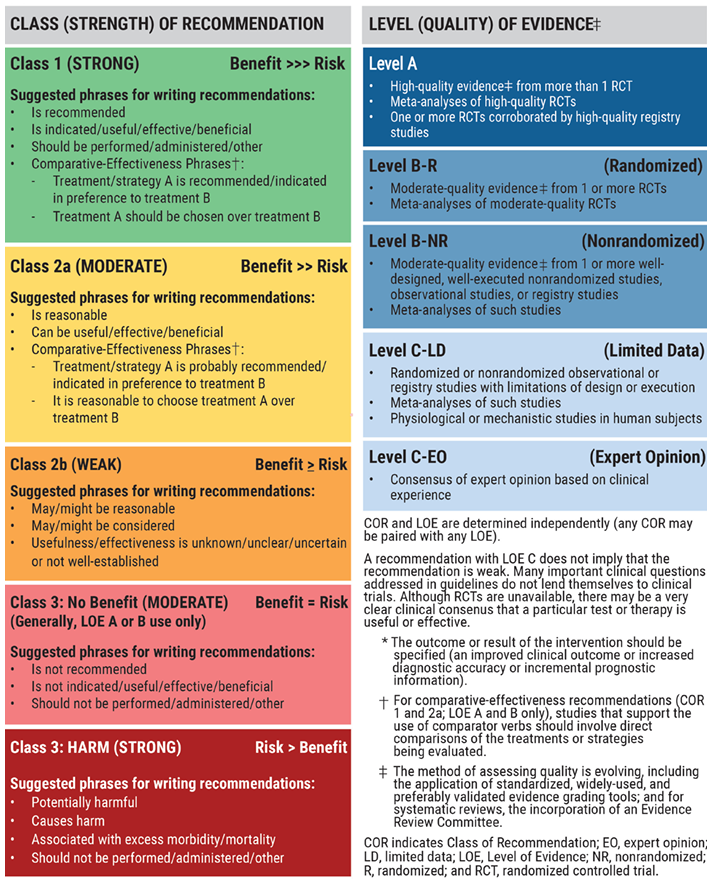 CLASS (STRENGTH) OF RECOMMENDATION
Class 1 (STRONG) Benefit >>> Risk
Suggested phrases for writing recommendations:
• Is recommended
• Is indicated/useful/effective/beneficial
• Should be performed/administered/other
• Comparative-Effectiveness Phrases†:
- Treatment/strategy A is recommended/indicated
in preference to treatment B
- Treatment A should be chosen over treatment B
Class 2a (MODERATE) Benefit >> Risk
Suggested phrases for writing recommendations:
• Is reasonable
• Can be useful/effective/beneficial
• Comparative-Effectiveness Phrases†:
- Treatment/strategy A is probably recommended/
indicated in preference to treatment B
- It is reasonable to choose treatment A over
treatment B
Class 2b (WEAK) Benefit ≥ Risk
Suggested phrases for writing recommendations:
• May/might be reasonable
• May/might be considered
• Usefulness/effectiveness is unknown/unclear/uncertain
or not well-established
Class 3: No Benefit (MODERATE) Benefit = Risk
(Generally, LOE A or B use only)
Suggested phrases for writing recommendations:
• Is not recommended
• Is not indicated/useful/effective/beneficial
• Should not be performed/administered/other
Class 3: HARM (STRONG) Risk > Benefit
Suggested phrases for writing recommendations:
• Potentially harmful
• Causes harm
• Associated with excess morbidity/mortality
• Should not be performed/administered/other
LEVEL (QUALITY) OF EVIDENCE‡
Level A
• High-quality evidence‡ from more than 1 RCT
• Meta-analyses of high-quality RCTs
• One or more RCTs corroborated by high-quality registry
studies
Level B-R (Randomized)
• Moderate-quality evidence‡ from 1 or more RCTs
• Meta-analyses of moderate-quality RCTs
Level B-NR (Nonrandomized)
• Moderate-quality evidence‡ from 1 or more well-
designed, well-executed nonrandomized studies,
observational studies, or registry studies
• Meta-analyses of such studies
Level C-LD (Limited Data)
• Randomized or nonrandomized observational or
registry studies with limitations of design or execution
• Meta-analyses of such studies
• Physiological or mechanistic studies in human subjects
Level C-EO (Expert Opinion)
• Consensus of expert opinion based on clinical
experience
COR and LOE are determined independently (any COR may
be paired with any LOE).
A recommendation with LOE C does not imply that the
recommendation is weak. Many important clinical questions
addressed in guidelines do not lend themselves to clinical
trials. Although RCTs are unavailable, there may be a very
clear clinical consenus that a particular test or therapy is
useful or effective.
* The outcome or result of the intervention should be
specified (an improved clinical outcome or increased
diagnostic accuracy or incremental prognostic
information).
† For comparative-effectiveness recommendations (COR
1 and 2a; LOE A and B only), studies that support the
use of comparator verbs should involve direct
comparisons of the treatments or strategies
being evaluated.
‡ The method of assessing quality is evolving, including
the application of standardized, widely-used, and
preferably validated evidence grading tools; and for
systematic reviews, the incorporation of an Evidence
Review Committee.
COR indicates Class of Recommendation; EO, expert opinion;
LD, limited data; LOE, Level of Evidence; NR, nonrandomized;
R, randomized; and RCT, randomized controlled trial.